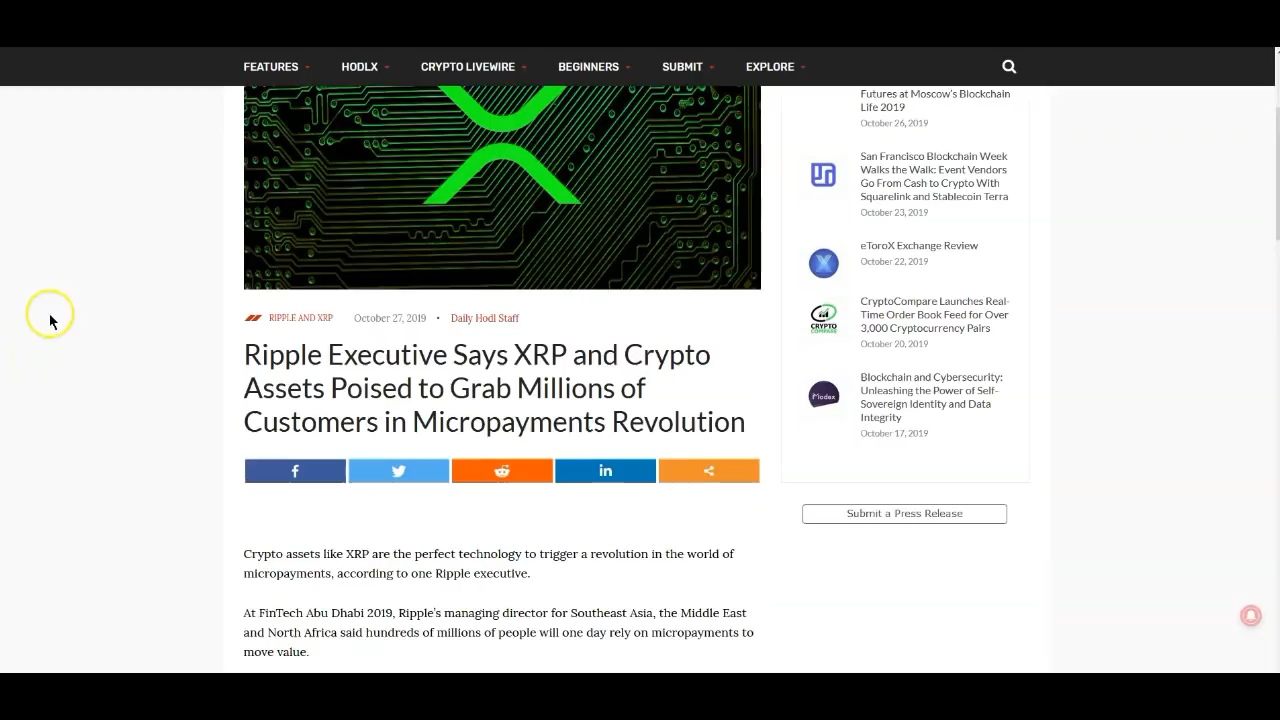 FEATURES HODLX CRYPTO LIVEWIRE BEGINNERS SUBMIT EXPLORE
RIPPLE AND XRP October 27, 2019 • Daily Hodl Staff
Ripple Executive Says XRP and Crypto
Assets Poised to Grab Millions of
Customers in Micropayments Revolution
Crypto assets like XRP are the perfect technology to trigger a revolution in the world of
micropayments, according to one Ripple executive.
At FinTech Abu Dhabi 2019, Ripple's managing director for Southeast Asia, the Middle East
and North Africa said hundreds of millions of people will one day rely on micropayments to
move value.
Futures at Moscow's Blockchain
Life 2019
October 26, 2019
San Francisco Blockchain Week
Walks the Walk: Event Vendors
Go From Cash to Crypto With
Squarelink and Stablecoin Terra
October 23, 2019
eToroX Exchange Review
October 22, 2019
CRYPTO
COMPARE
CryptoCompare Launches Real-
Time Order Book Feed for Over
3,000 Cryptocurrency Pairs
October 20, 2019
Modex
Blockchain and Cybersecurity:
Unleashing the Power of Self-
Sovereign Identity and Data
Integrity
October 17, 2019
Submit a Press Release